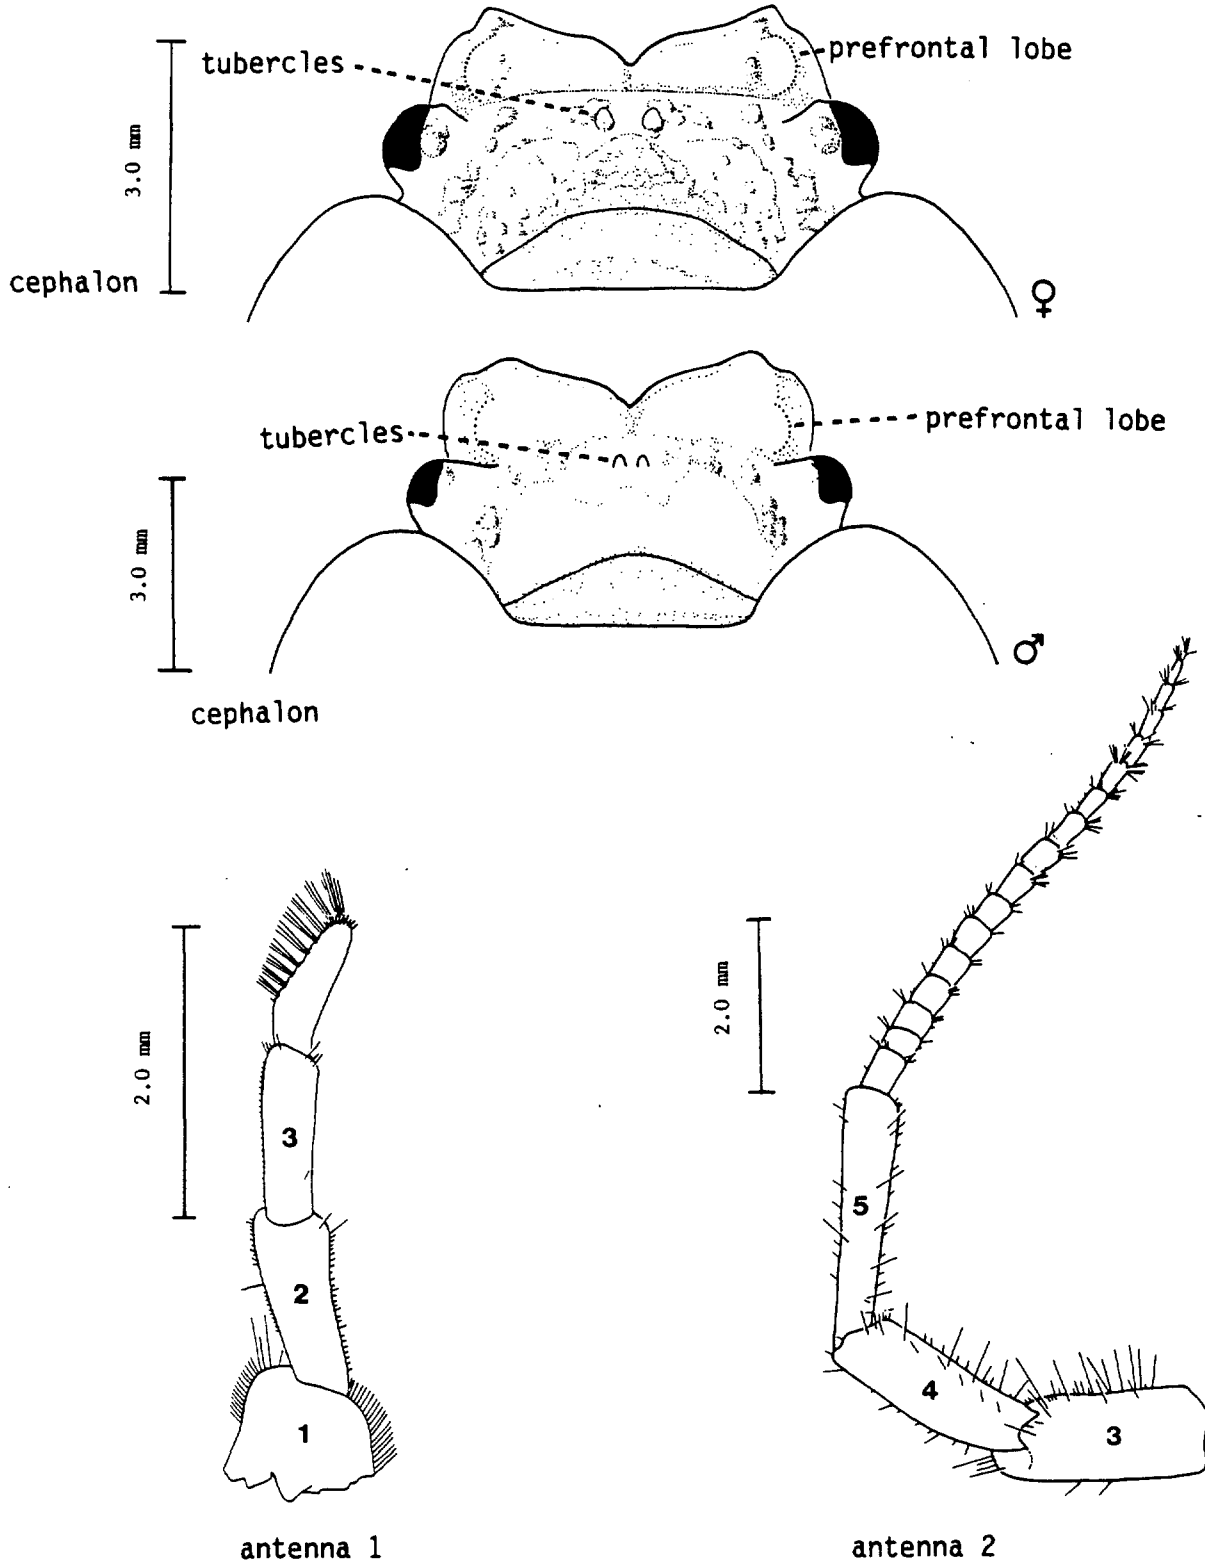 tubercles
prefrontal lobe
3.0 mm
cephalon
♀
tubercles
prefrontal lobe
3.0 mm
♂
cephalon
2.0 mm
3
2
1
antenna 1
2.0 mm
5
4
3
antenna 2